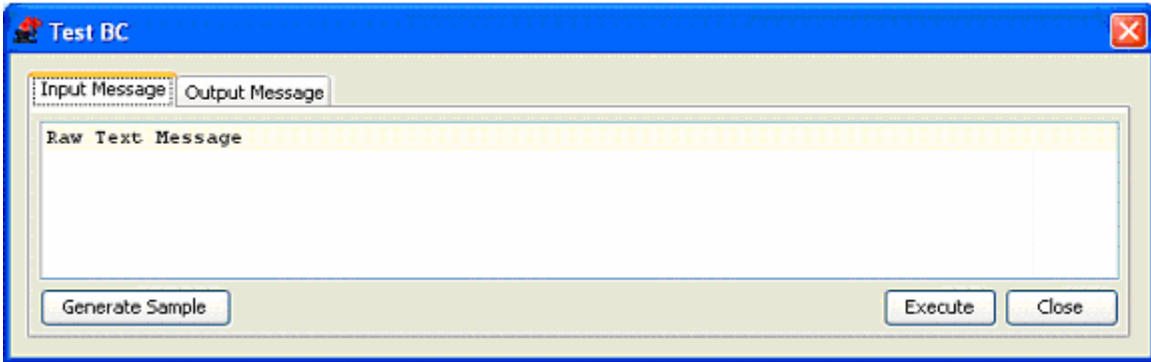 Test BC
Input Message Output Message
Raw Text Message
Generate Sample Execute Close